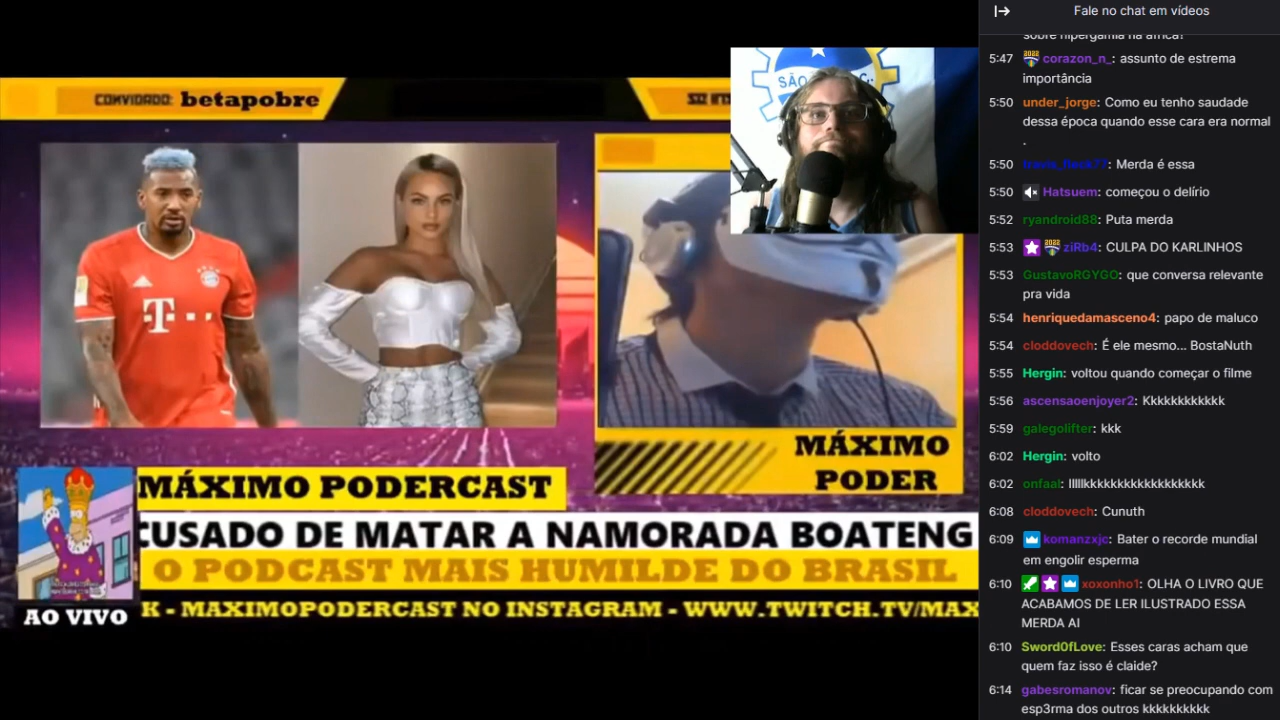 CONVIDADO: betapobre
SÃO
C.
T
MÁXIMO
PODER
MÁXIMO PODERCAST
CUSADO DE MATAR A NAMORADA BOATENG
O PODCAST MAIS HUMILDE DO BRASIL
AO VIVO
K - MAXIMOPODERCAST NO INSTAGRAM - WWW.TWITCH.TV/MAX
Fale no chat em vídeos
sobre hipergamia na áfrica?
5:47 corazon_n_: assunto de estrema
importância
5:50 under_jorge: Como eu tenho saudade
dessa época quando esse cara era normal
.
5:50 Merda é essa
5:50 Hatsuem: começou o delírio
5:52 ryandroid88: Puta merda
5:53 ziRb4: CULPA DO KARLINHOS
5:53 GustavoRGYGO: que conversa relevante
pra vida
5:54 henriquedamasceno4: papo de maluco
5:54 cloddovech: É ele mesmo... BostaNuth
5:55 Hergin: voltou quando começar o filme
5:56 ascensaoenjoyer2: Kkkkkkkkkkkk
5:59 galegolifter: kkk
6:02 Hergin: volto
6:02 onfaai: lllllkkkkkkkkkkkkkkkkkk
6:08 cloddovech: Cunuth
6:09 komanzxjc: Bater o recorde mundial
em engolir esperma
6:10 xoxonho1: OLHA O LIVRO QUE
ACABAMOS DE LER ILUSTRADO ESSA
MERDA AI
6:10 SwordOfLove: Esses caras acham que
quem faz isso é claide?
6:14 gabesromanov: ficar se preocupando com
esp3rma dos outros kkkkkkkkkk